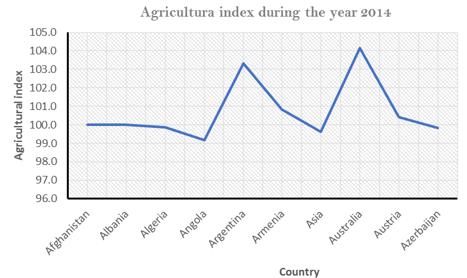 Agricultura index during the year 2014
Agricultural index
105.0
104.0
103.0
102.0
101.0
100.0
99.0
98.0
97.0
96.0
Afghanistan
Albania
Algeria
Angola
Argentina
Armenia
Asia
Australia
Austria
Azerbaijan
Country